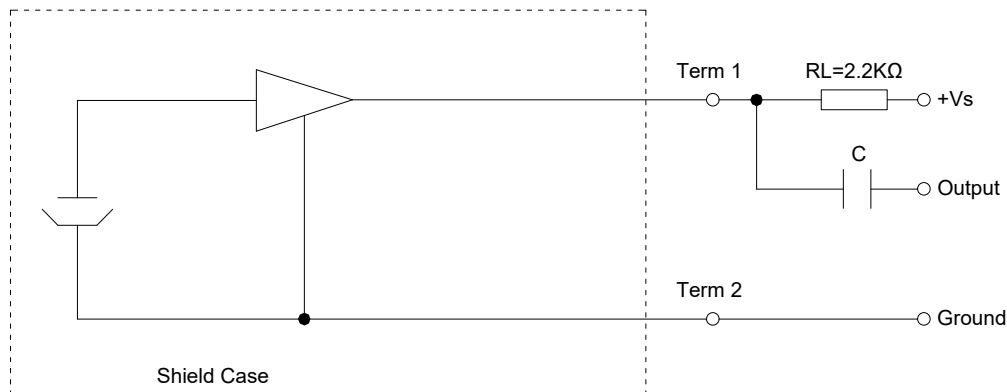 Term 1
RL=2.2KΩ
+Vs
C
Output
Term 2
Ground
Shield Case